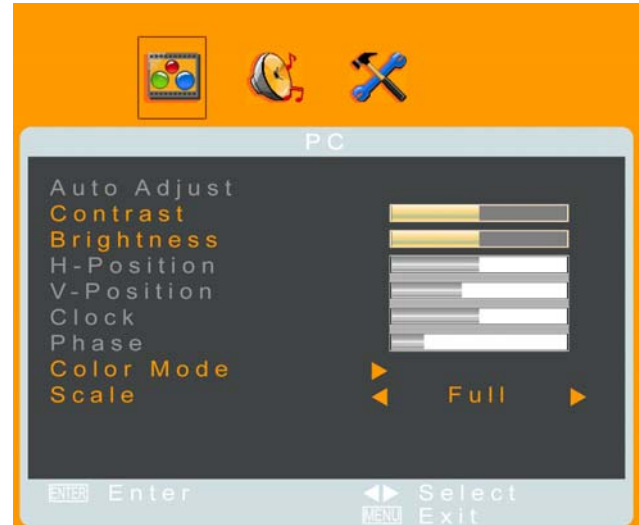 PC
Auto Adjust
Contrast
Brightness
H-Position
V-Position
Clock
Phase
Color Mode
Scale Full
ENTER Enter Select
MENU Exit